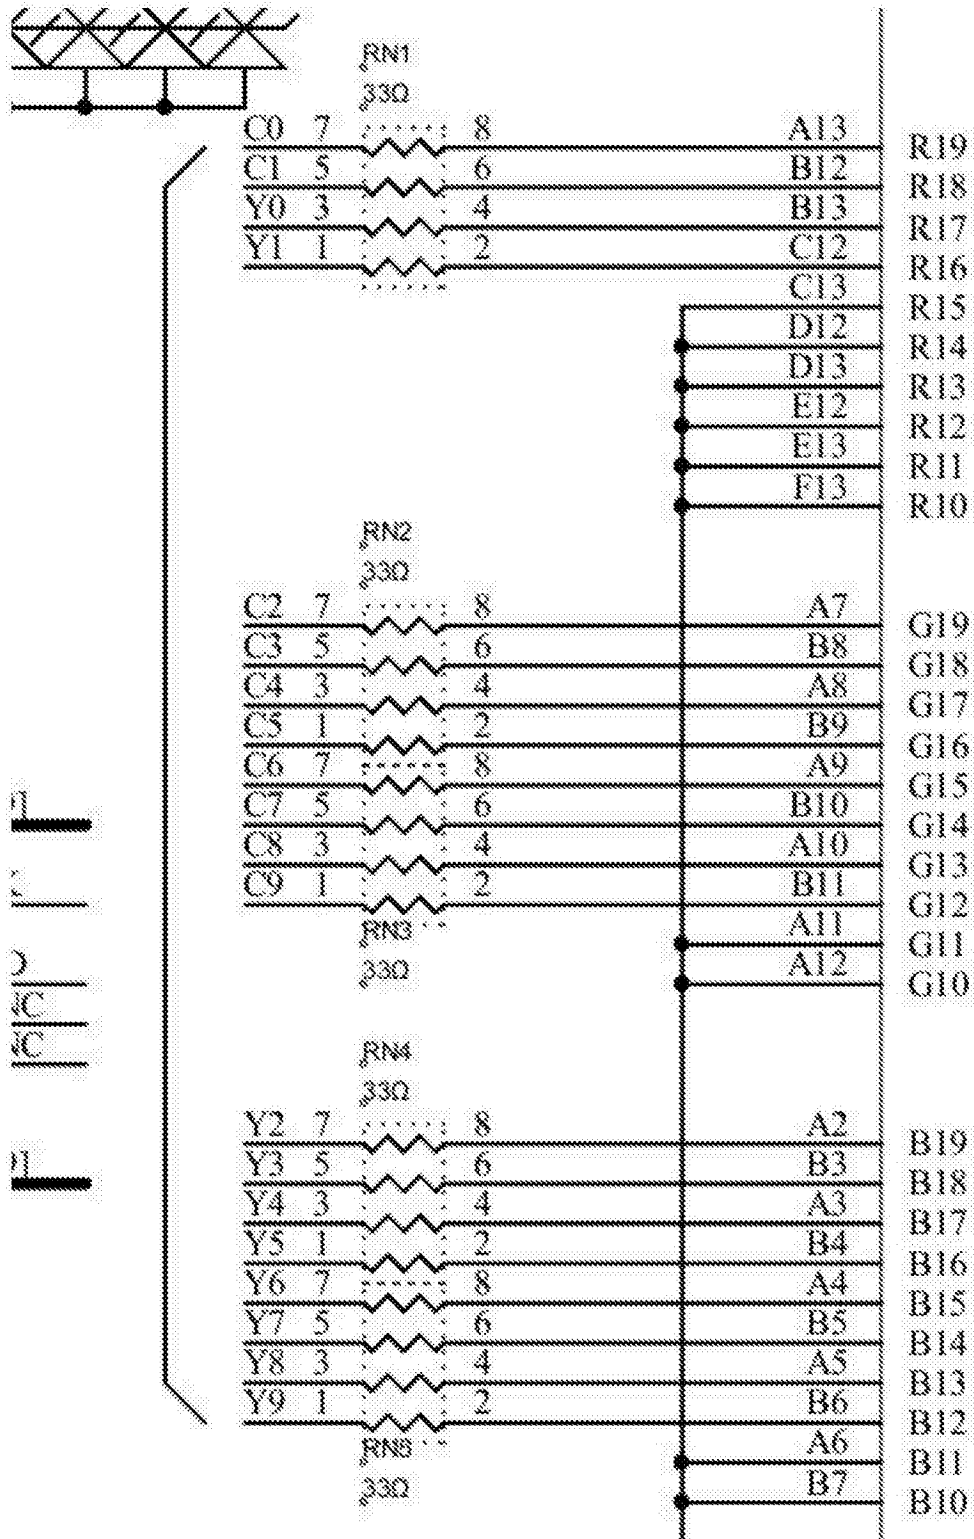 RN1
33Ω
C0 7 8 A13 R19
C1 5 6 B12 R18
Y0 3 4 B13 R17
Y1 1 2 C12 R16
C13 R15
D12 R14
D13 R13
E12 R12
E13 R11
F13 R10
RN2
33Ω
C2 7 8 A7 G19
C3 5 6 B8 G18
C4 3 4 A8 G17
C5 1 2 B9 G16
C6 7 8 A9 G15
C7 5 6 B10 G14
C8 3 4 A10 G13
C9 1 2 B11 G12
RN3 A11 G11
33Ω A12 G10
RN4
33Ω
Y2 7 8 A2 B19
Y3 5 6 B3 B18
Y4 3 4 A3 B17
Y5 1 2 B4 B16
Y6 7 8 A4 B15
Y7 5 6 B5 B14
Y8 3 4 A5 B13
Y9 1 2 B6 B12
A6 B11
33Ω B7 B10